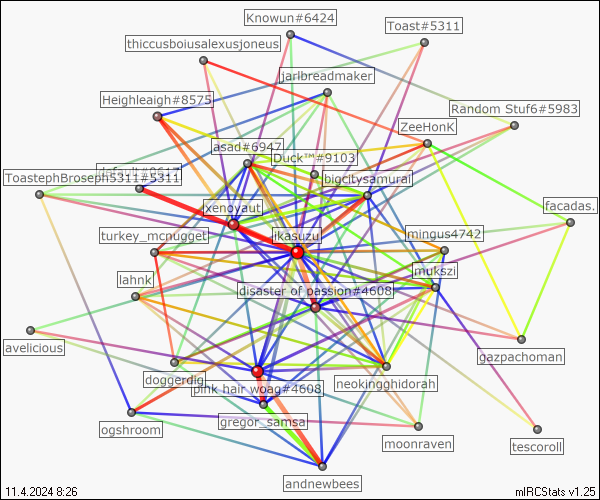 Knowun#6424
Toast#5311
thiccusboiusalexusjoneus
jarlbreadmaker
Heighleigh#8575
Random Stuf6#5983
ZeeHonK
asod#6947
Duck™#9103
ToastephBroseph5311#5311
bigcitysamurai
xenoyaut
facadas.
turkey_mcnugget
ikasuzu
mingus4742
mukszi
lahnk
disaster of passion#4608
avelicious
gazpachoman
doggerdig
pink hair woag#4608
neokingghidorah
ogshroom
gregor_samsa
moonraven
tescoroll
andnewbees
11.4.2024 8:26
mIRCStats v1.25